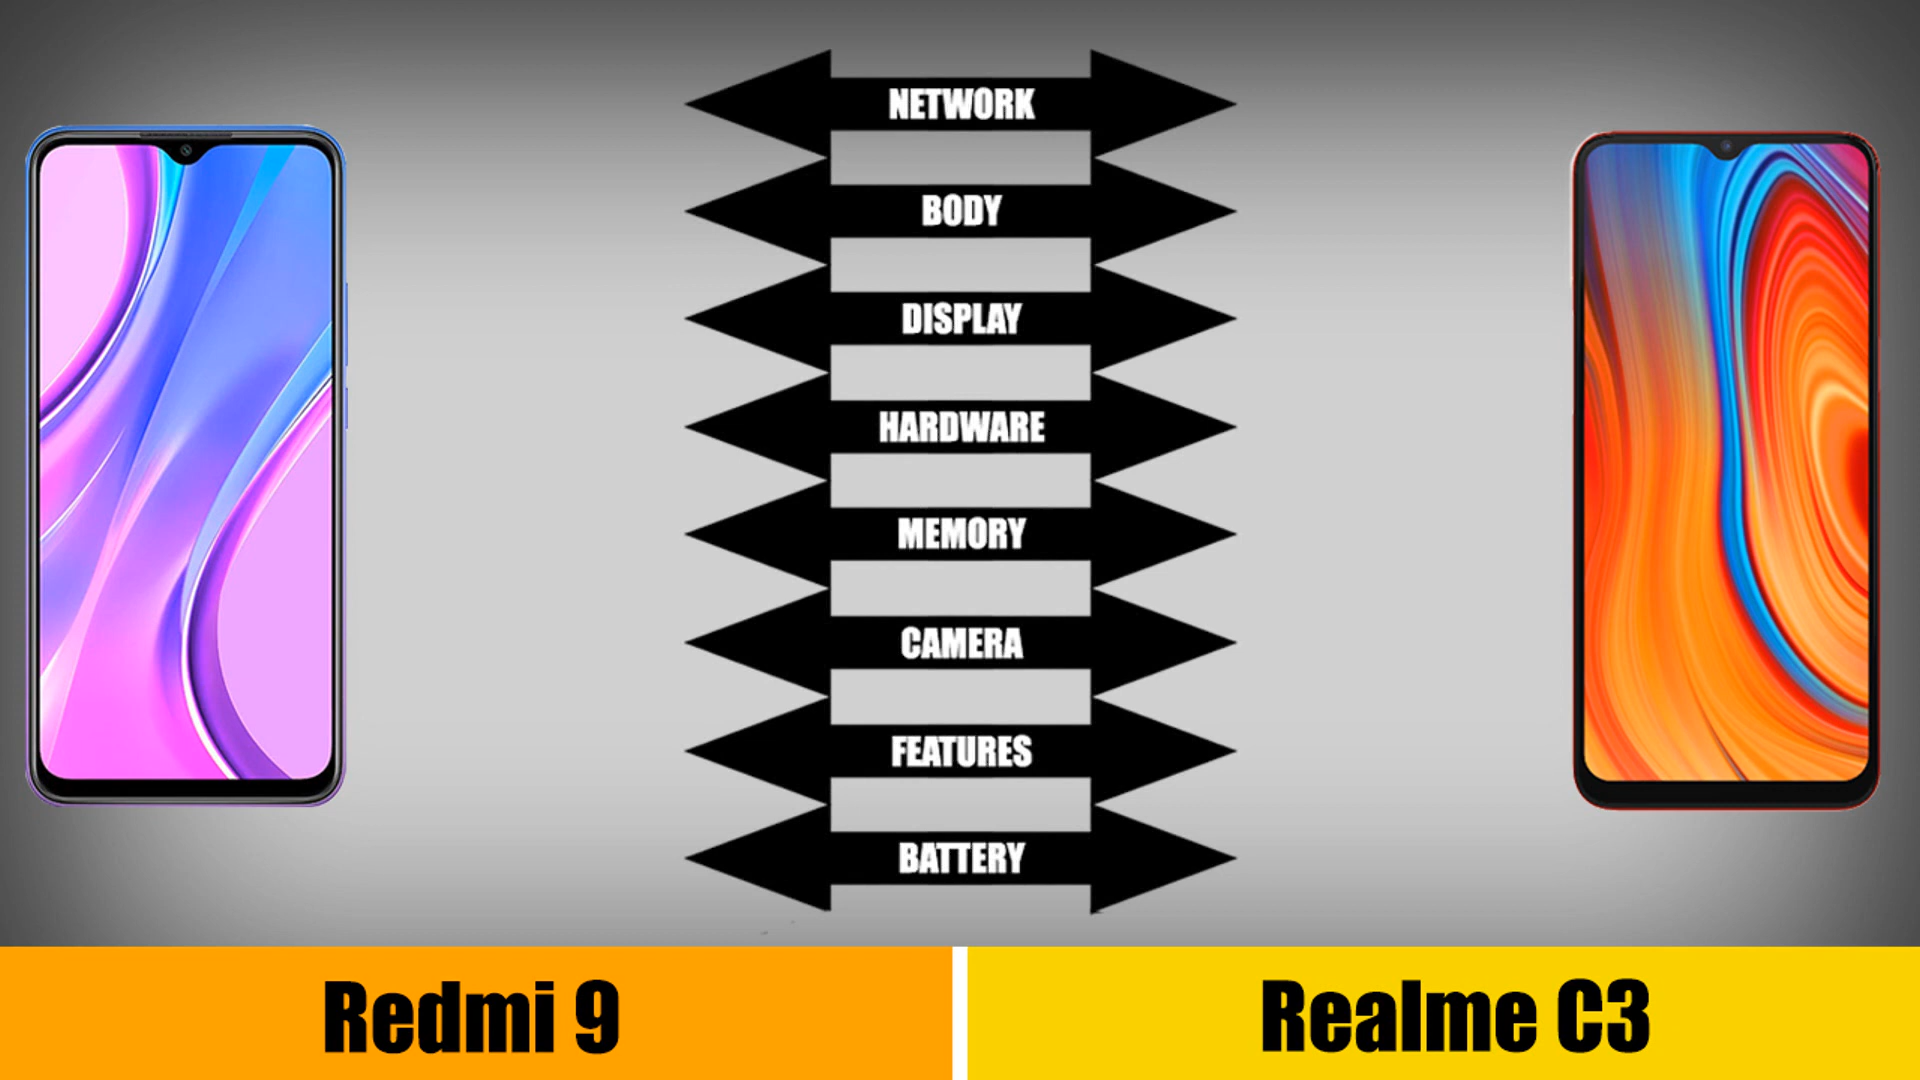 NETWORK
BODY
DISPLAY
HARDWARE
MEMORY
CAMERA
FEATURES
BATTERY
Redmi 9
Realme C3